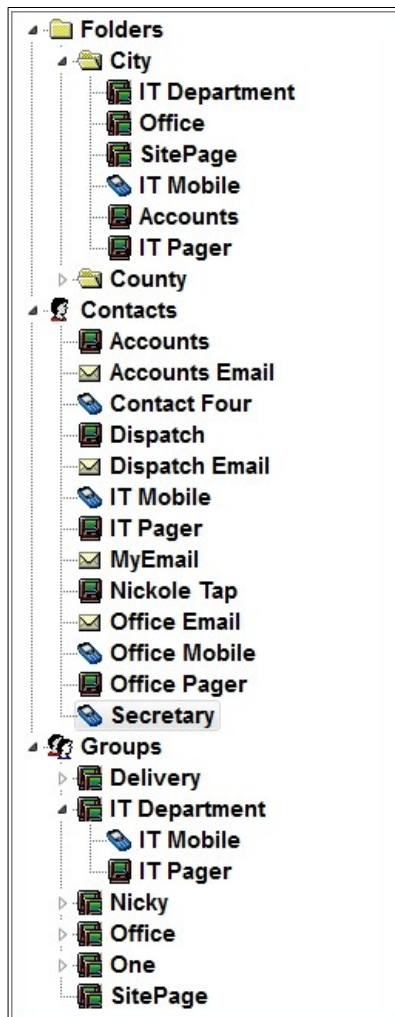 Folders
City
IT Department
Office
SitePage
IT Mobile
Accounts
IT Pager
County
Contacts
Accounts
Accounts Email
Contact Four
Dispatch
Dispatch Email
IT Mobile
IT Pager
MyEmail
Nickole Tap
Office Email
Office Mobile
Office Pager
Secretary
Groups
Delivery
IT Department
IT Mobile
IT Pager
Nicky
Office
One
SitePage